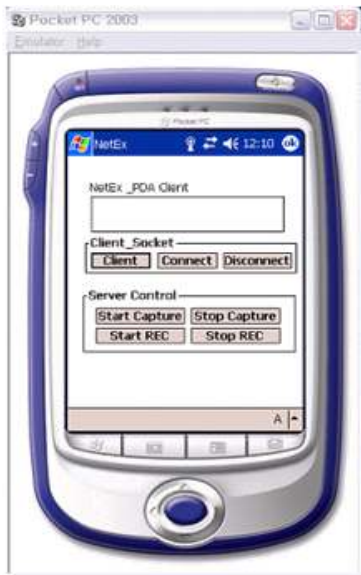 Pocket PC 2003
Emulator Help
Pocket PC
NetEx 12:10 ok
NetEx _PDA Client
Client_Socket
Client Connect Disconnect
Server Control
Start Capture Stop Capture
Start REC Stop REC
A